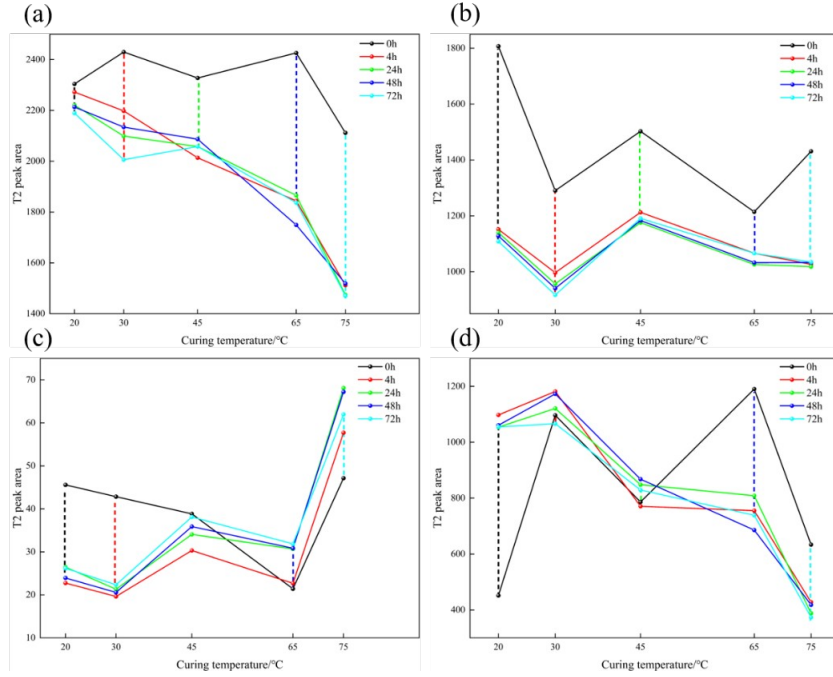 (a)
2400
2200
2000
1800
1600
1400
T2 peak area
20 30 45 65 75
Curing temperature/°C
0h
4h
24h
48h
72h
(b)
1800
1600
1400
1200
1000
T2 peak area
20 30 45 65 75
Curing temperature/°C
0h
4h
24h
48h
72h
(c)
70
60
50
40
30
20
10
T2 peak area
20 30 45 65 75
Curing temperature/°C
0h
4h
24h
48h
72h
(d)
1200
1000
800
600
400
T2 peak area
20 30 45 65 75
Curing temperature/°C
0h
4h
24h
48h
72h